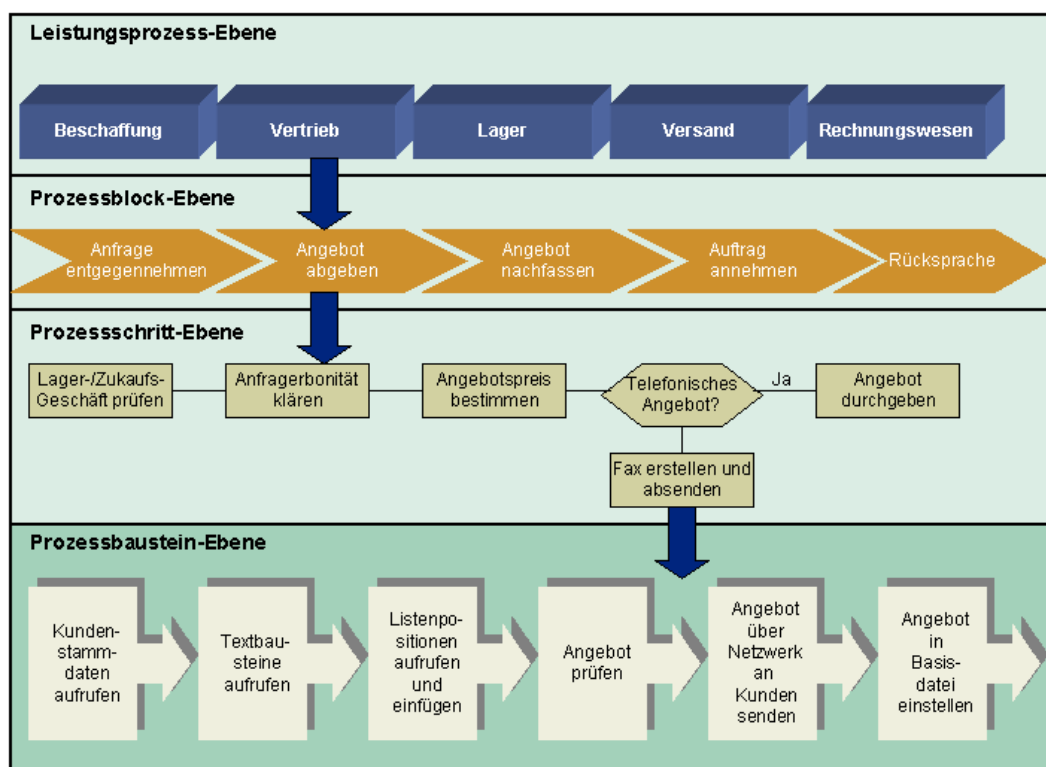 Leistungsprozess-Ebene
Beschaffung
Vertrieb
Lager
Versand
Rechnungswesen
Prozessblock-Ebene
Anfrage
entgegennehmen
Angebot
abgeben
Angebot
nachfassen
Auftrag
annehmen
Rücksprache
Prozessschritt-Ebene
Lager-/Zukaufs-
Geschäft prüfen
Anfragerbonität
klären
Angebotspreis
bestimmen
Telefonisches
Angebot?
Ja
Angebot
durchgeben
Fax erstellen und
absenden
Prozessbaustein-Ebene
Kunden-
stamm-
daten
aufrufen
Textbau-
steine
aufrufen
Listenpo-
sitionen
aufrufen
und
einfügen
Angebot
prüfen
Angebot
über
Netzwerk
an
Kunden
senden
Angebot
in
Basis-
datei
einstellen